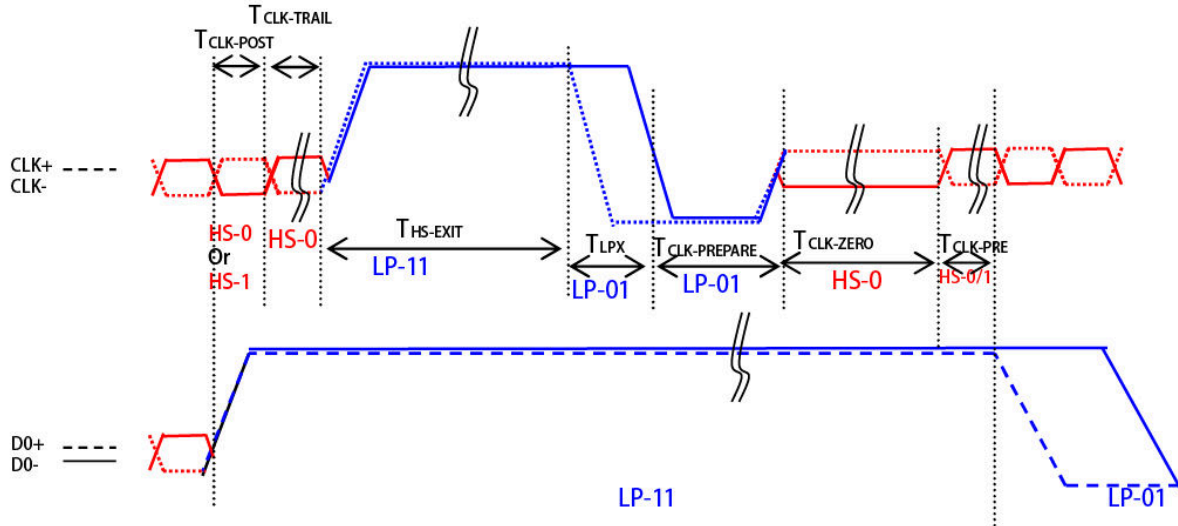 TCLK-TRAIL
TCLK-POST
CLK+
CLK-
HS-0
Or
HS-1
HS-0
THS-EXIT
LP-11
TLPX
LP-01
TCLK-PREPARE
LP-01
TCLK-ZERO
HS-0
TCLK-PRE
HS-0/1
D0+
D0-
LP-11
LP-01